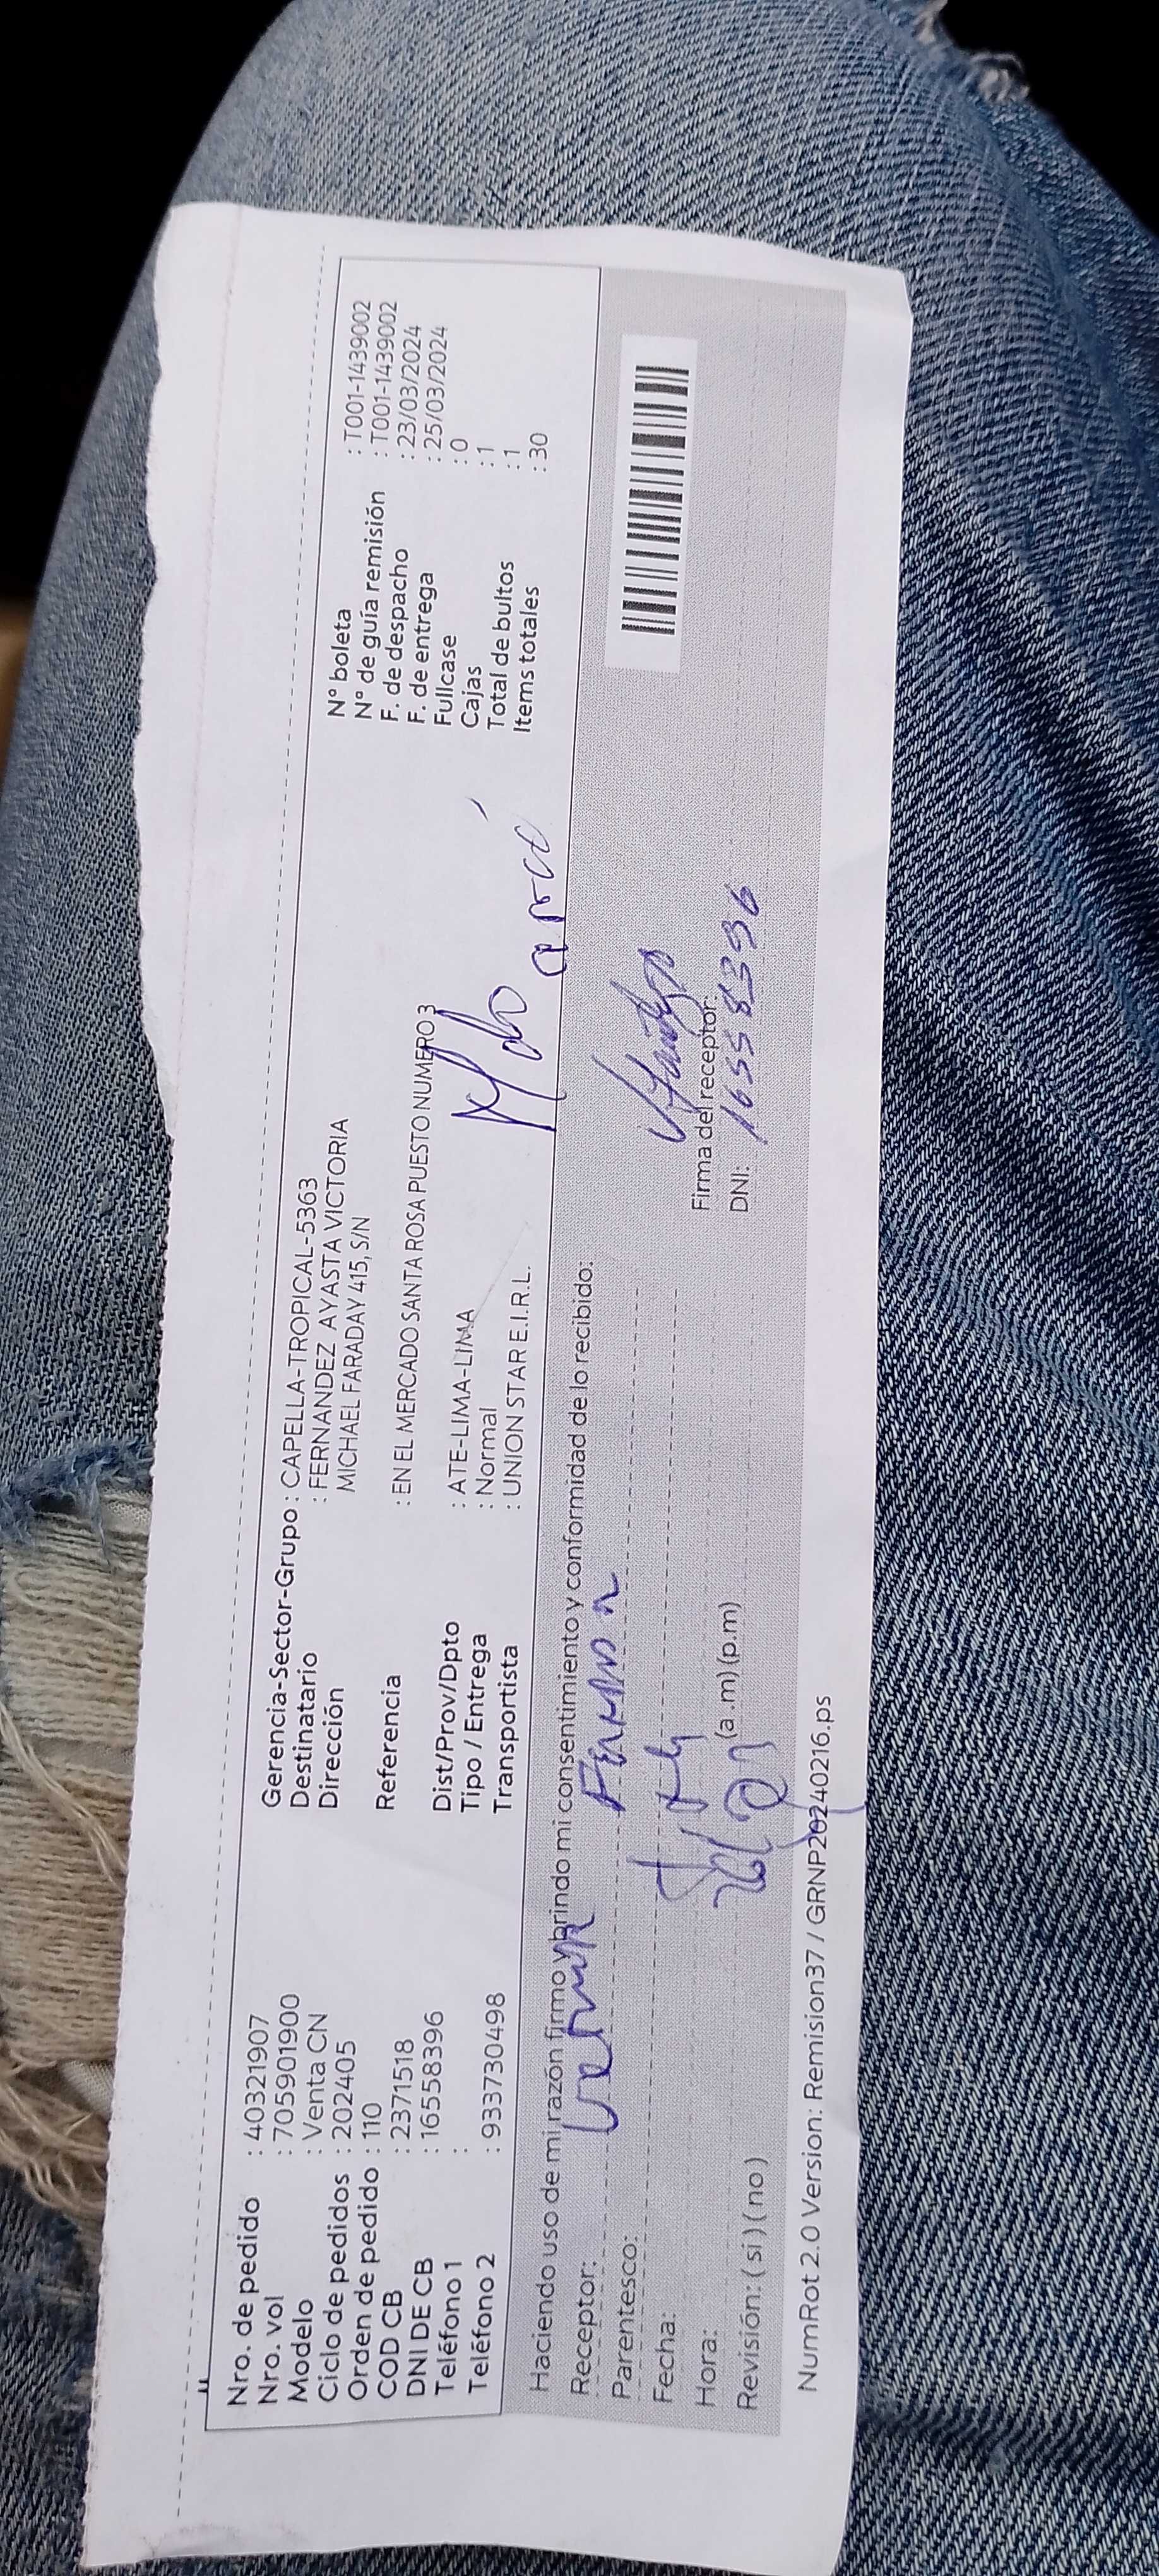 Nro. de pedido : 40321907
Nro. vol : 705901900
Modelo : Venta CN
Ciclo de pedidos : 202405
Orden de pedido : 110
COD CB : 2371518
DNI DE CB : 16558396
Teléfono 1 :
Teléfono 2 : 933730498
Gerencia-Sector-Grupo : CAPELLA-TROPICAL-5363
Destinatario : FERNANDEZ AYASTA VICTORIA
Dirección MICHAEL FARADAY 415, S/N
Referencia : EN EL MERCADO SANTA ROSA PUESTO NUMERO 3
Dist/Prov/Dpto : ATE-LIMA-LIMA
Tipo / Entrega : Normal
Transportista : UNION STAR E.I.R.L.
N° boleta : T001-1439002
N° de guía remisión : T001-1439002
F. de despacho : 23/03/2024
F. de entrega : 25/03/2024
Fullcase : 0
Cajas : 1
Total de bultos : 1
Items totales : 30
Haciendo uso de mi razón firmo y brindo mi consentimiento y conformidad de lo recibido:
Receptor:
Parentesco:
Fecha:
Hora: (a.m) (p.m)
Revisión: ( si ) ( no )
Firma del receptor:
DNI: 16558396
NumRot 2.0 Version: Remision37 / GRNP20240216.ps